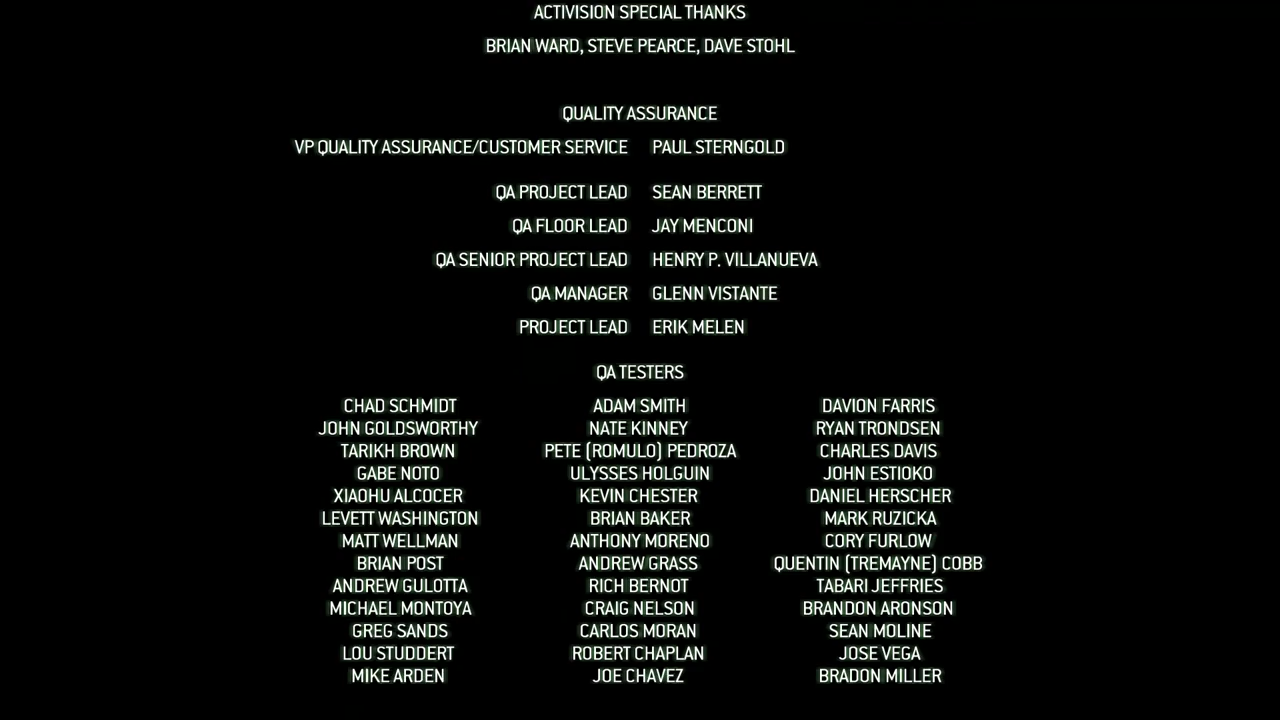 ACTIVISION SPECIAL THANKS
BRIAN WARD, STEVE PEARCE, DAVE STOHL
QUALITY ASSURANCE
VP QUALITY ASSURANCE/CUSTOMER SERVICE PAUL STERNGOLD
QA PROJECT LEAD SEAN BERRETT
QA FLOOR LEAD JAY MENCONI
QA SENIOR PROJECT LEAD HENRY P. VILLANUEVA
QA MANAGER GLENN VISTANTE
PROJECT LEAD ERIK MELEN
QA TESTERS
CHAD SCHMIDT ADAM SMITH DAVION FARRIS
JOHN GOLDSWORTHY NATE KINNEY RYAN TRONDSEN
TARIKH BROWN PETE (ROMULO) PEDROZA CHARLES DAVIS
GABE NOTO ULYSSES HOLGUIN JOHN ESTIOKO
XIAOHU ALCOCER KEVIN CHESTER DANIEL HERSCHER
LEVETT WASHINGTON BRIAN BAKER MARK RUZICKA
MATT WELLMAN ANTHONY MORENO CORY FURLOW
BRIAN POST ANDREW GRASS QUENTIN (TREMAYNE) COBB
ANDREW GULOTTA RICH BERNOT TABARI JEFFRIES
MICHAEL MONTOYA CRAIG NELSON BRANDON ARONSON
GREG SANDS CARLOS MORAN SEAN MOLINE
LOU STUDDERT ROBERT CHAPLAN JOSE VEGA
MIKE ARDEN JOE CHAVEZ BRADON MILLER